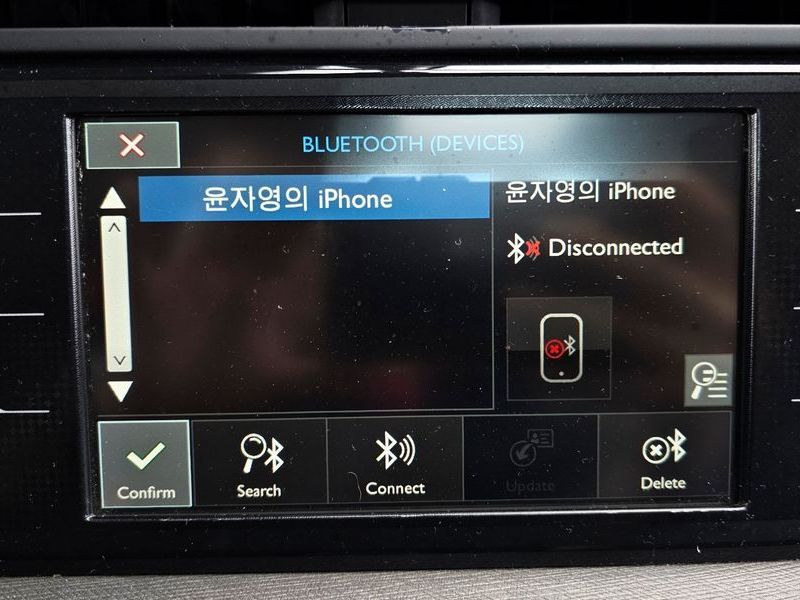 BLUETOOTH (DEVICES)
윤자영의 iPhone
윤자영의 iPhone
Disconnected
Confirm
Search
Connect
Update
Delete